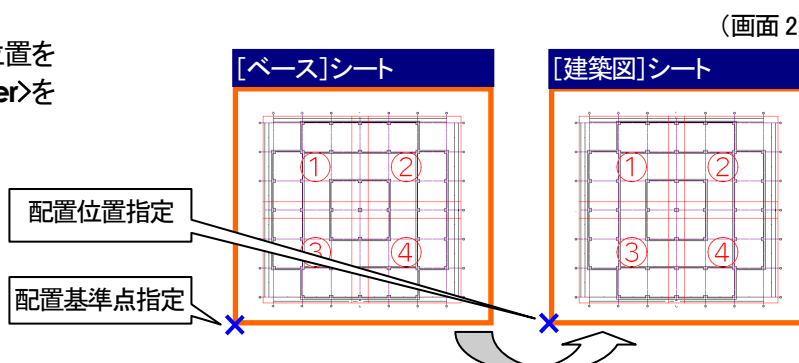 (画面 2
位置を
er>を
[ベース]シート
[建築図]シート
① ②
③ ④
① ②
③ ④
配置位置指定
配置基準点指定